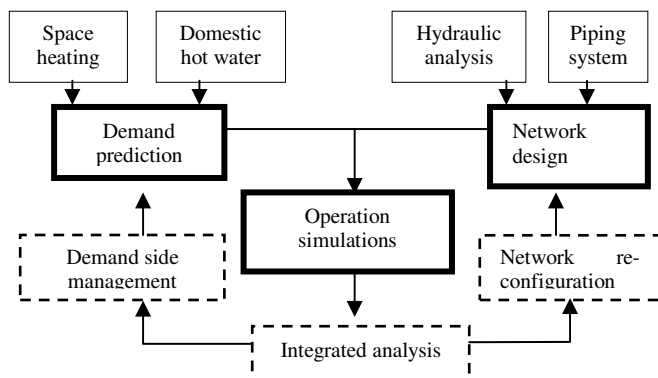 Space
heating
Domestic
hot water
Hydraulic
analysis
Piping
system
Demand
prediction
Network
design
Operation
simulations
Demand side
management
Network re-
configuration
Integrated analysis